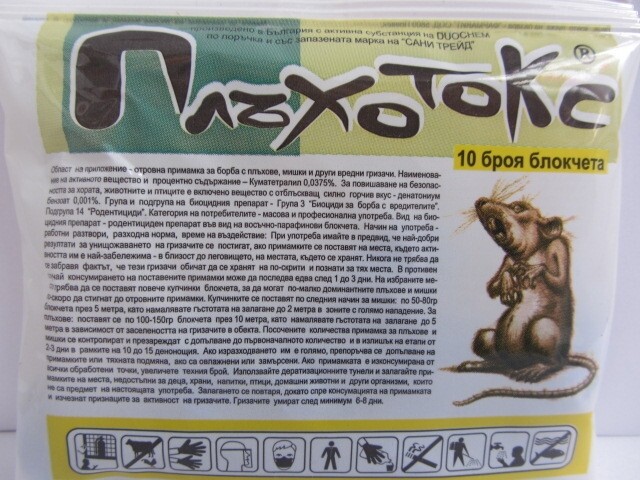 произведено в България с активна субстанция на DUOCHEM
по поръчка и със запазената марка на "САНИ ТРЕЙД"
ПлъхоТокс ®
10 броя блокчета
Област на приложение - отровна примамка за борба с плъхове, мишки и други вредни гризачи. Наименова-
ние на активното вещество и процентно съдържание – Куматетралил 0,0375%. За повишаване на безопас-
ността за хората, животните и птиците е включено вещество с отблъскващ силно горчив вкус - денатониум
бензоат 0,001%. Група и подгрупа на биоцидния препарат - Група 3 "Биоциди за борба с вредителите".
Подгрупа 14 "Родентициди". Категория на потребителите - масова и професионална употреба. Вид на био-
цидния препарат - родентициден препарат във вид на восъчно-парафинови блокчета. Начин на употреба -
работни разтвори, разходна норма, време на въздействие: При употреба имайте в предвид, че най-добри
резултати за унищожаването на гризачите се постигат, ако примамките се поставят на места, където актив-
ността им е най-забележима - в близост до леговището, на местата, където се хранят. Никога не трябва да
се забравя фактът, че тези гризачи обичат да се хранят на по-скрити и познати за тях места. В противен
случай консумирането на поставените примамки може да последва едва след 1 до 3 дни. На избраните ме-
ста трябва да се поставят повече купчинки блокчета, за да могат по-малко доминантните плъхове и мишки
по-скоро да стигнат до отровните примамки. Купчинките се поставят по следния начин за мишки: по 50-80гр
блокчета през 5 метра, като намалявате гъстотата на залагане до 2 метра в зоните с голямо нападение. За
плъхове: поставят се по 100-150гр блокчета през 10 метра, като намалявате гъстотата на залагане до 5
метра в зависимост от заселеността на гризачите в обекта. Посочените количества примамка за плъхове и
мишки се контролират и презареждат с допълване до първоначалното количество и в излишък на етапи от
2-3 дни в рамките на 10 до 15 денонощия. Ако изразходването им е голямо, препоръчва се допълване на
примамките или тяхната подмяна, ако са овлажнени или замърсени. Ако примамката е изконсумирана от
всички обработени точки, увеличете техния брой. Използвайте дератизационните тунели и залагайте при-
мамките на места, недостъпни за деца, храни, напитки, птици, домашни животни и други организми, които
не са предмет на настоящата употреба. Залагането се повтаря, докато спре консумацията на примамката
и изчезнат признаците за активност на гризачите. Гризачите умират след минимум 6-8 дни.